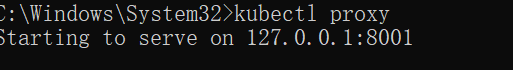 C:\Windows\System32>kubectl proxy
Starting to serve on 127.0.0.1:8001